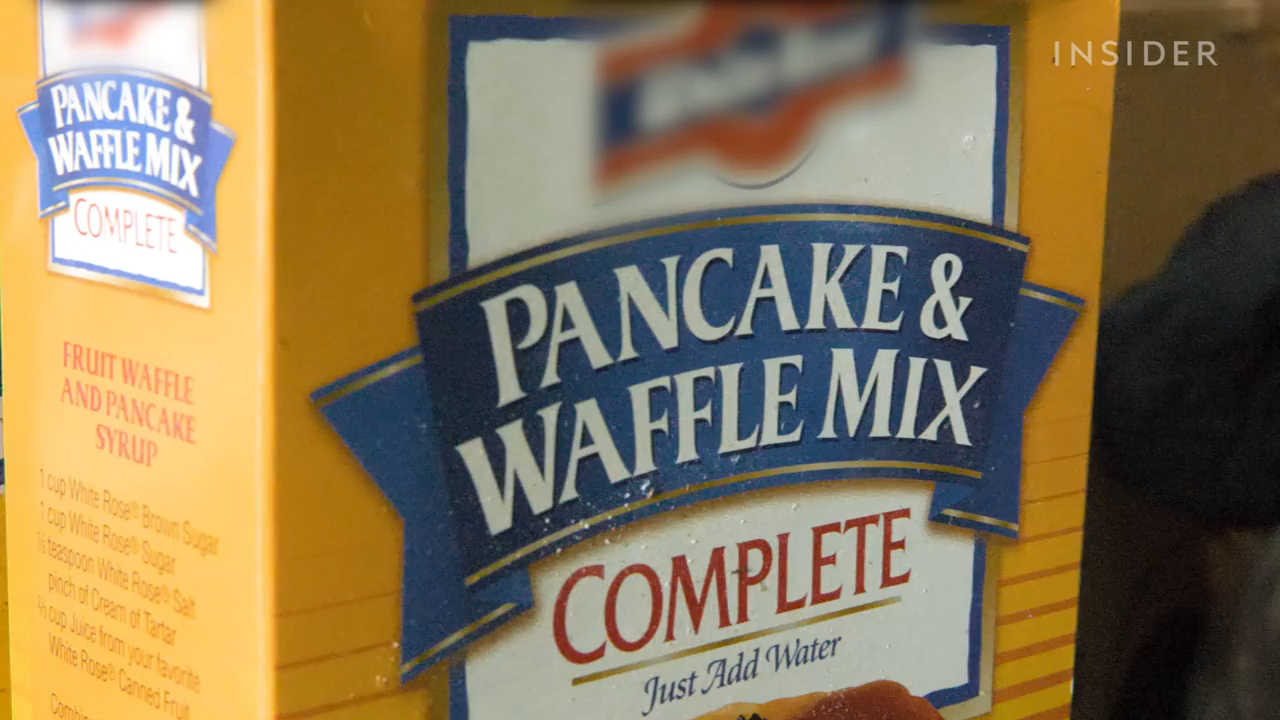 INSIDER
PANCAKE &
WAFFLE MIX
COMPLETE
FRUIT WAFFLE
AND PANCAKE
SYRUP
1 cup White Rose® Brown Sugar
1 cup White Rose® Sugar
teaspoon White Rose® Salt
pinch of Cream of Tartar
cup Juice from your favorite
White Rose® Canned Fruit
PANCAKE &
WAFFLE MIX
COMPLETE
Just Add Water